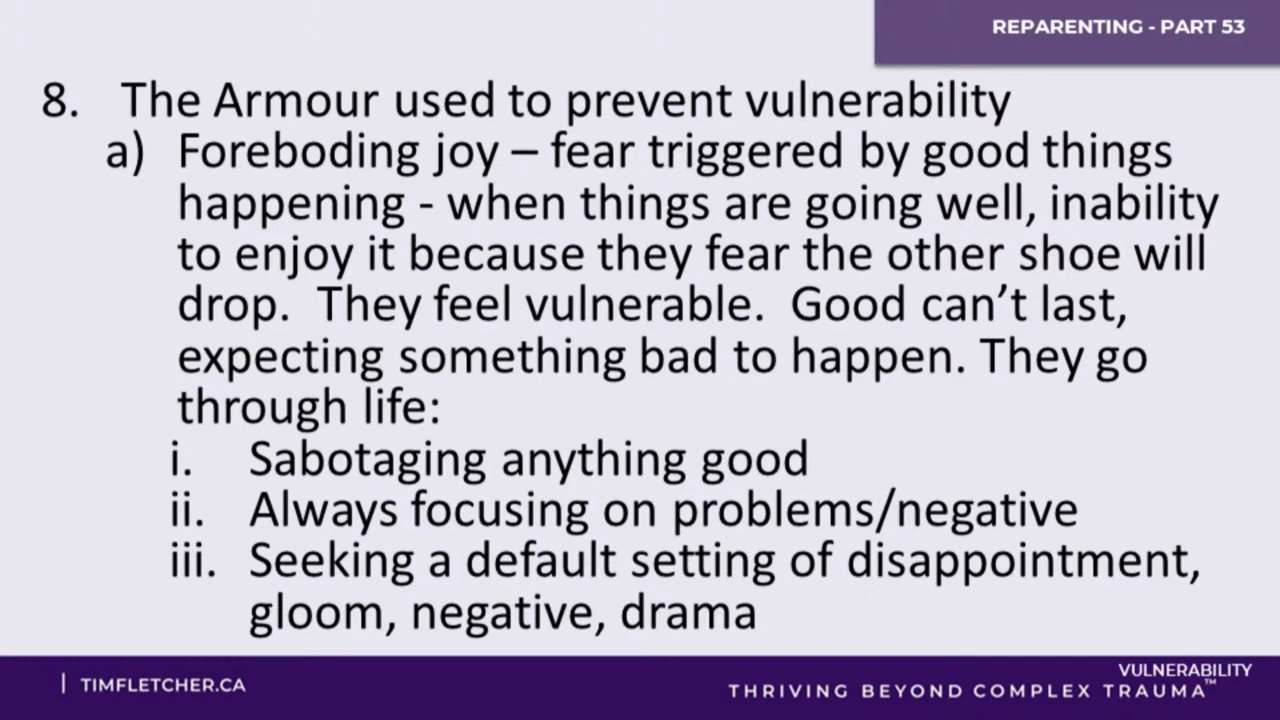 REPARENTING - PART 53
8. The Armour used to prevent vulnerability
a) Foreboding joy – fear triggered by good things
happening - when things are going well, inability
to enjoy it because they fear the other shoe will
drop. They feel vulnerable. Good can’t last,
expecting something bad to happen. They go
through life:
i. Sabotaging anything good
ii. Always focusing on problems/negative
iii. Seeking a default setting of disappointment,
gloom, negative, drama
| TIMFLETCHER.CA
VULNERABILITY
THRIVING BEYOND COMPLEX TRAUMA™